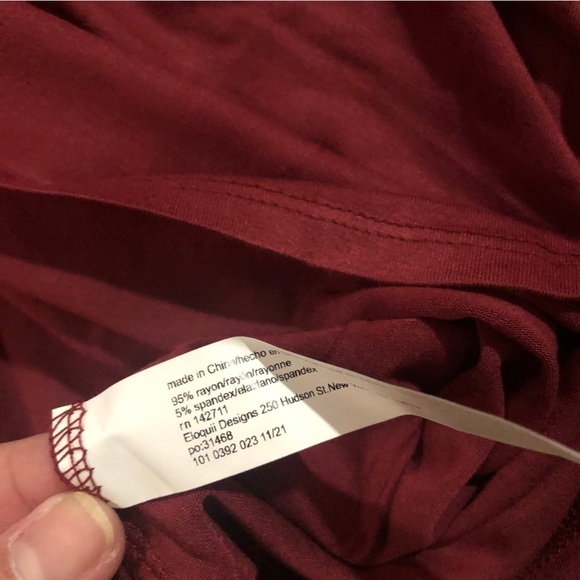 made in China/hecho en
95% rayon/rayón/rayonne
5% spandex/elastano/spandex
rn 142711
Eloquii Designs 250 Hudson St.New
po:31468
101 0392 023 11/21